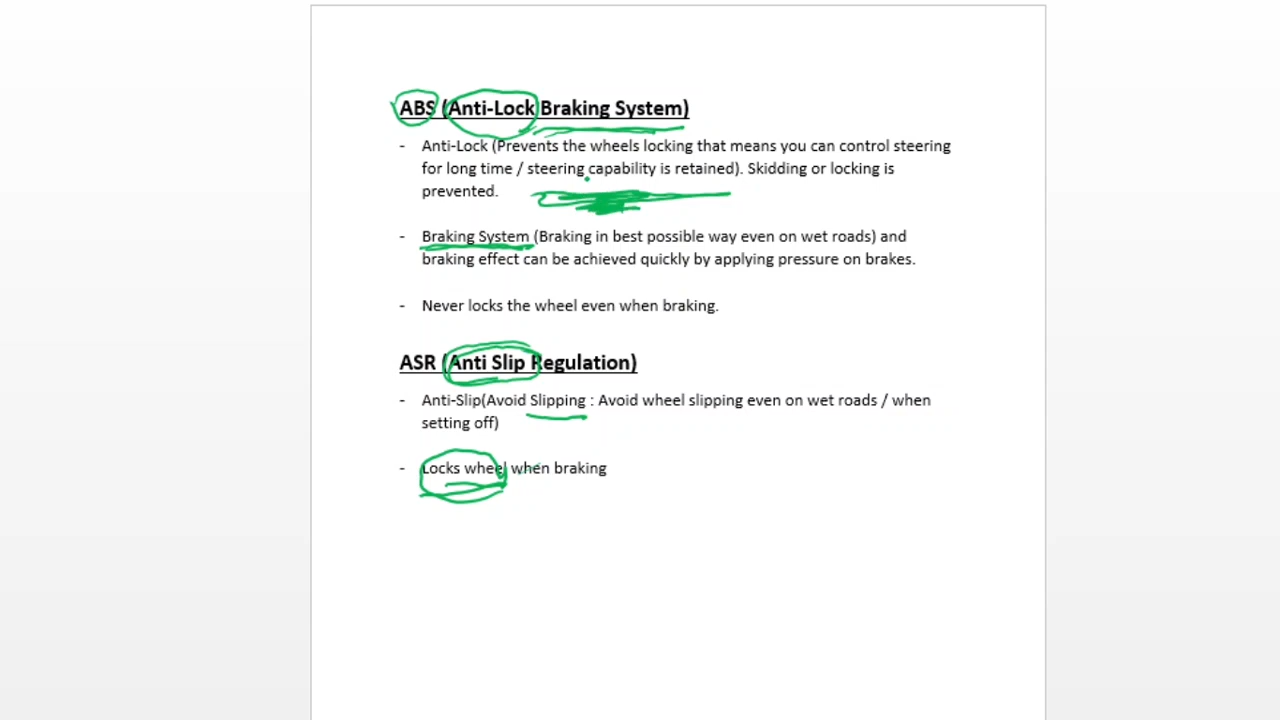 ABS (Anti-Lock Braking System)
- Anti-Lock (Prevents the wheels locking that means you can control steering
for long time / steering capability is retained). Skidding or locking is
prevented.
- Braking System (Braking in best possible way even on wet roads) and
braking effect can be achieved quickly by applying pressure on brakes.
- Never locks the wheel even when braking.
ASR (Anti Slip Regulation)
- Anti-Slip(Avoid Slipping : Avoid wheel slipping even on wet roads / when
setting off)
- Locks wheel when braking